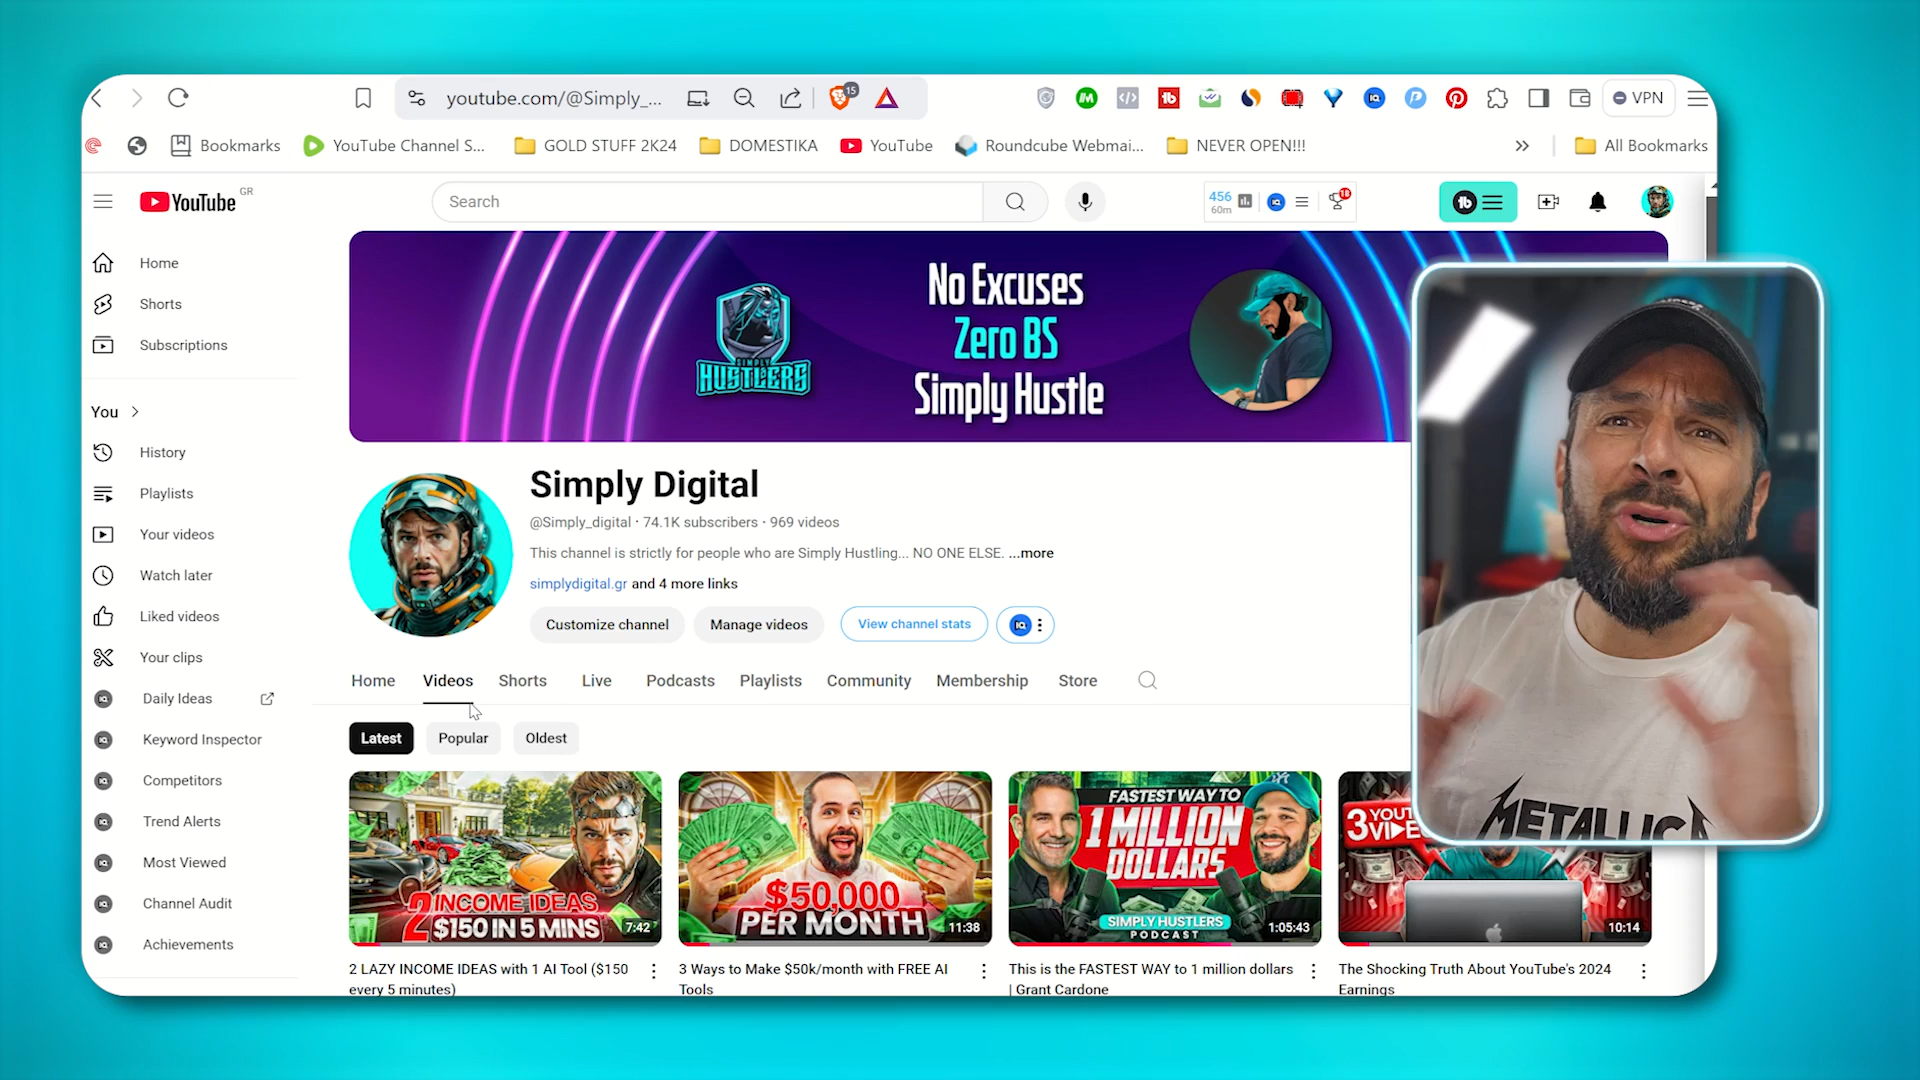 youtube.com/@Simply_...
15
VPN
Bookmarks
YouTube Channel S...
GOLD STUFF 2K24
DOMESTIKA
YouTube
Roundcube Webmai...
NEVER OPEN!!!
All Bookmarks
YouTube
GR
Search
456
60m
18
Home
Shorts
Subscriptions
You
History
Playlists
Your videos
Watch later
Liked videos
Your clips
Daily Ideas
Keyword Inspector
Competitors
Trend Alerts
Most Viewed
Channel Audit
Achievements
SIMPLY
HUSTLERS
No Excuses
Zero BS
Simply Hustle
Simply Digital
@Simply_digital · 74.1K subscribers · 969 videos
This channel is strictly for people who are Simply Hustling... NO ONE ELSE. ...more
simplydigital.gr and 4 more links
Customize channel
Manage videos
View channel stats
Home
Videos
Shorts
Live
Podcasts
Playlists
Community
Membership
Store
Latest
Popular
Oldest
2 INCOME IDEAS
$150 IN 5 MINS
7:42
2 LAZY INCOME IDEAS with 1 AI Tool ($150
every 5 minutes)
$50,000
PER MONTH
11:38
3 Ways to Make $50k/month with FREE AI
Tools
FASTEST WAY TO
1 MILLION
DOLLARS
SIMPLY HUSTLERS
PODCAST
1:05:43
This is the FASTEST WAY to 1 million dollars
| Grant Cardone
3 YOUT
10:14
The Shocking Truth About YouTube's 2024
Earnings
METALLICA